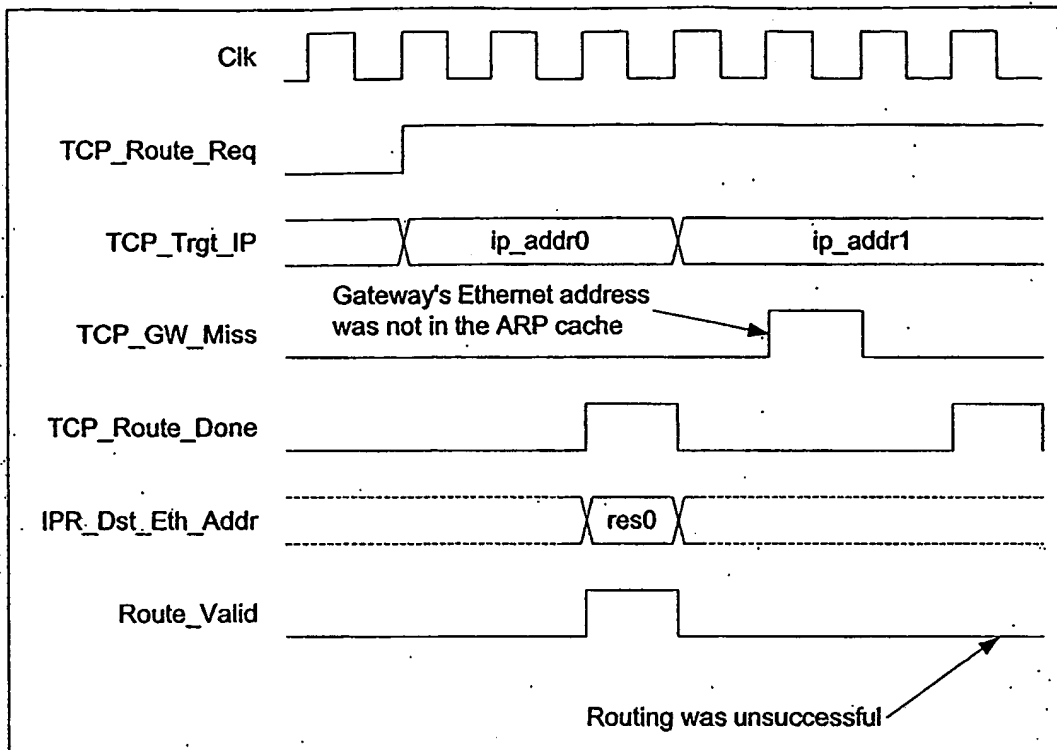 Clk
TCP_Route_Req
TCP_Trgt_IP
ip_addr0
ip_addr1
Gateway's Ethernet address
was not in the ARP cache
TCP_GW_Miss
TCP_Route_Done
IPR_Dst_Eth_Addr
res0
Route_Valid
Routing was unsuccessful